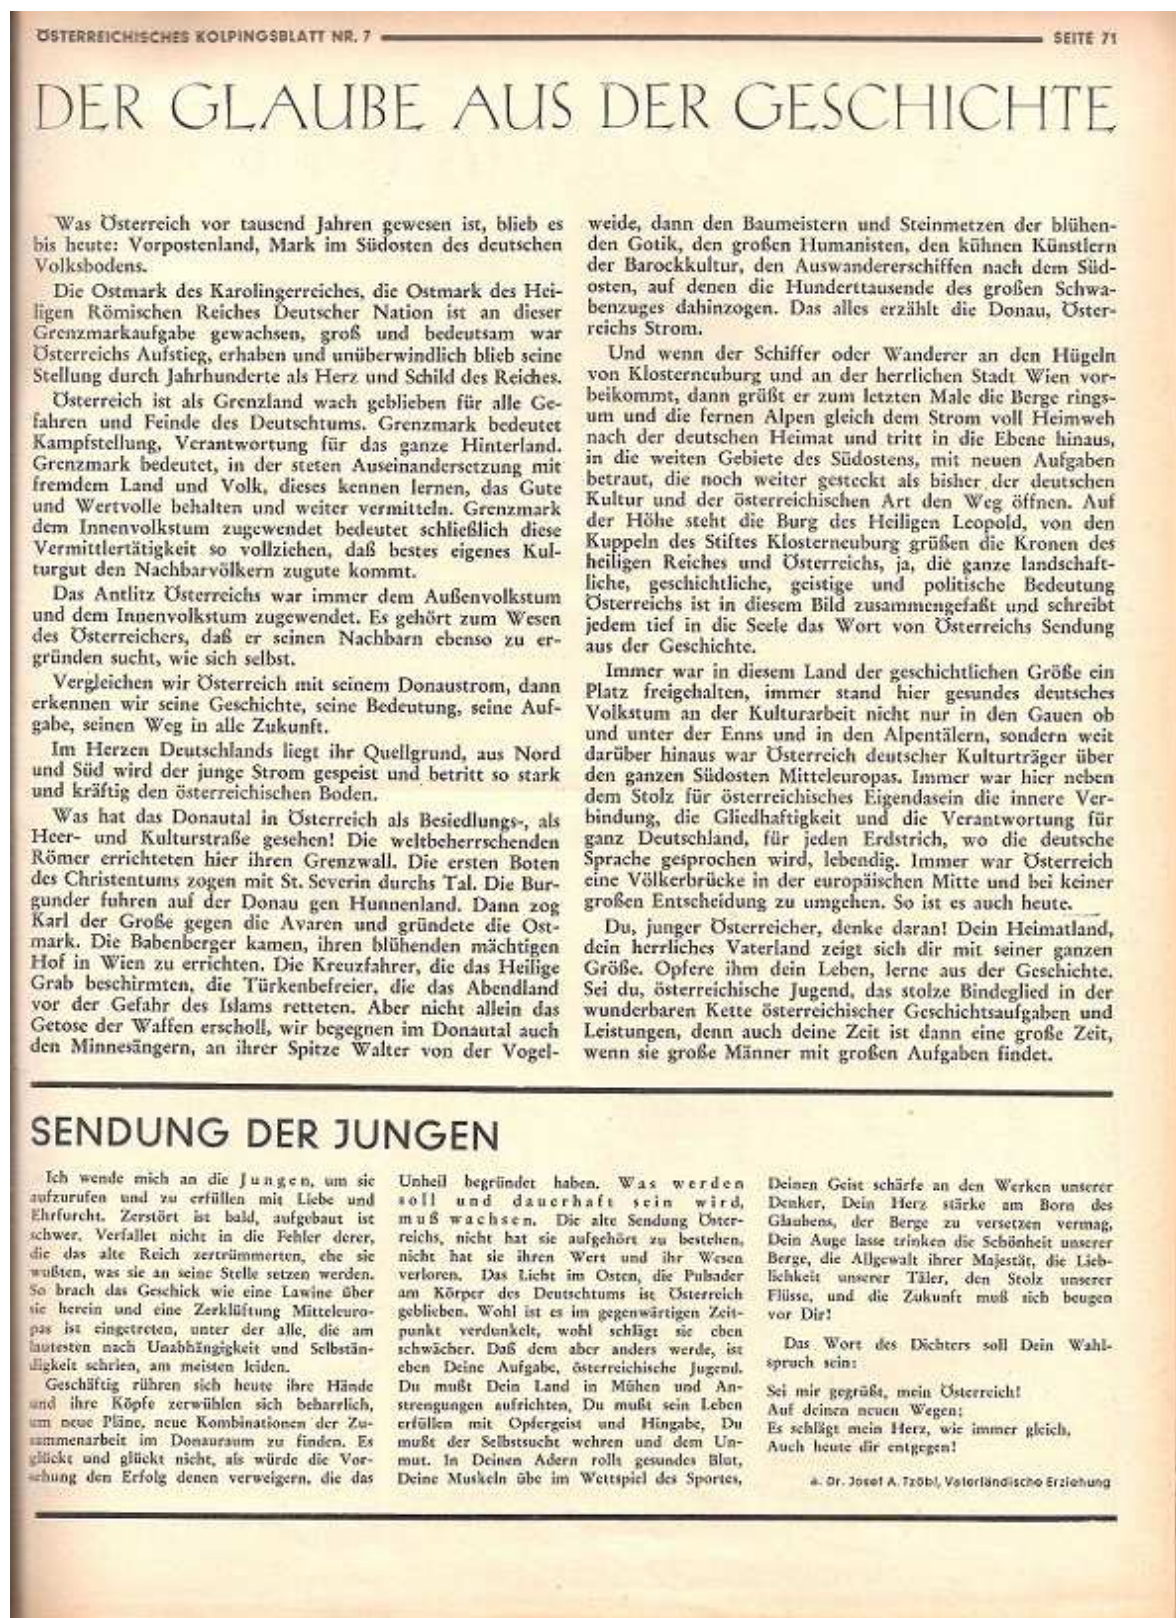 ÖSTERREICHISCHES KOLPINGSBLATT NR. 7
SEITE 71
DER GLAUBE AUS DER GESCHICHTE
Was Österreich vor tausend Jahren gewesen ist, blieb es
bis heute: Vorpostenland, Mark im Südosten des deutschen
Volksbodens.
Die Ostmark des Karolingerreiches, die Ostmark des Hei-
ligen Römischen Reiches Deutscher Nation ist an dieser
Grenzmarkaufgabe gewachsen, groß und bedeutsam war
Österreichs Aufstieg, erhaben und unüberwindlich blieb seine
Stellung durch Jahrhunderte als Herz und Schild des Reiches.
Österreich ist als Grenzland wach geblieben für alle Ge-
fahren und Feinde des Deutschtums. Grenzmark bedeutet
Kampfstellung, Verantwortung für das ganze Hinterland.
Grenzmark bedeutet, in der steten Auseinandersetzung mit
fremdem Land und Volk, dieses kennen lernen, das Gute
und Wertvolle behalten und weiter vermitteln. Grenzmark
dem Innenvolkstum zugewendet bedeutet schließlich diese
Vermittlertätigkeit so vollziehen, daß bestes eigenes Kul-
turgut den Nachbarvölkern zugute kommt.
Das Antlitz Österreichs war immer dem Außenvolkstum
und dem Innenvolkstum zugewendet. Es gehört zum Wesen
des Österreichers, daß er seinen Nachbarn ebenso zu er-
gründen sucht, wie sich selbst.
Vergleichen wir Österreich mit seinem Donaustrom, dann
erkennen wir seine Geschichte, seine Bedeutung, seine Auf-
gabe, seinen Weg in alle Zukunft.
Im Herzen Deutschlands liegt ihr Quellgrund, aus Nord
und Süd wird der junge Strom gespeist und betritt so stark
und kräftig den österreichischen Boden.
Was hat das Donautal in Österreich als Besiedlungs-, als
Heer- und Kulturstraße gesehen! Die weltbeherrschenden
Römer errichteten hier ihren Grenzwall. Die ersten Boten
des Christentums zogen mit St. Severin durchs Tal. Die Bur-
gunder fuhren auf der Donau gen Hunnenland. Dann zog
Karl der Große gegen die Avaren und gründete die Ost-
mark. Die Babenberger kamen, ihren blühenden mächtigen
Hof in Wien zu errichten. Die Kreuzfahrer, die das Heilige
Grab beschirmten, die Türkenbefreier, die das Abendland
vor der Gefahr des Islams retteten. Aber nicht allein das
Getöse der Waffen erscholl, wir begegnen im Donautal auch
den Minnesängern, an ihrer Spitze Walter von der Vogel-
weide, dann den Baumeistern und Steinmetzen der blühen-
den Gotik, den großen Humanisten, den kühnen Künstlern
der Barockkultur, den Auswandererschiffen nach dem Süd-
osten, auf denen die Hunderttausende des großen Schwa-
benzuges dahinzogen. Das alles erzählt die Donau, Öster-
reichs Strom.
Und wenn der Schiffer oder Wanderer an den Hügeln
von Klosterneuburg und an der herrlichen Stadt Wien vor-
beikommt, dann grüßt er zum letzten Male die Berge rings-
um und die fernen Alpen gleich dem Strom voll Heimweh
nach der deutschen Heimat und tritt in die Ebene hinaus,
in die weiten Gebiete des Südostens, mit neuen Aufgaben
betraut, die noch weiter gesteckt als bisher der deutschen
Kultur und der österreichischen Art den Weg öffnen. Auf
der Höhe steht die Burg des Heiligen Leopold, von den
Kuppeln des Stiftes Klosterneuburg grüßen die Kronen des
heiligen Reiches und Österreichs, ja, die ganze landschaft-
liche, geschichtliche, geistige und politische Bedeutung
Österreichs ist in diesem Bild zusammengefaßt und schreibt
jedem tief in die Seele das Wort von Österreichs Sendung
aus der Geschichte.
Immer war in diesem Land der geschichtlichen Größe ein
Platz freigehalten, immer stand hier gesundes deutsches
Volkstum an der Kulturarbeit nicht nur in den Gauen ob
und unter der Enns und in den Alpentälern, sondern weit
darüber hinaus war Österreich deutscher Kulturträger über
den ganzen Südosten Mitteleuropas. Immer war hier neben
dem Stolz für österreichisches Eigendasein die innere Ver-
bindung, die Gliedhaftigkeit und die Verantwortung für
ganz Deutschland, für jeden Erdstrich, wo die deutsche
Sprache gesprochen wird, lebendig. Immer war Österreich
eine Völkerbrücke in der europäischen Mitte und bei keiner
großen Entscheidung zu umgehen. So ist es auch heute.
Du, junger Österreicher, denke daran! Dein Heimatland,
dein herrliches Vaterland zeigt sich dir mit seiner ganzen
Größe. Opfere ihm dein Leben, lerne aus der Geschichte.
Sei du, österreichische Jugend, das stolze Bindeglied in der
wunderbaren Kette österreichischer Geschichtsaufgaben und
Leistungen, denn auch deine Zeit ist dann eine große Zeit,
wenn sie große Männer mit großen Aufgaben findet.
SENDUNG DER JUNGEN
Ich wende mich an die Jungen, um sie
aufzurufen und zu erfüllen mit Liebe und
Ehrfurcht. Zerstört ist bald, aufgebaut ist
schwer. Verfallet nicht in die Fehler derer,
die das alte Reich zertrümmerten, ehe sie
wußten, was sie an seine Stelle setzen werden.
So brach das Geschick wie eine Lawine über
sie herein und eine Zerklüftung Mitteleuro-
pas ist eingetreten, unter der alle, die am
lautesten nach Unabhängigkeit und Selbstän-
digkeit schrien, am meisten leiden.
Geschäftig rühren sich heute ihre Hände
und ihre Köpfe zerwühlen sich beharrlich,
um neue Pläne, neue Kombinationen der Zu-
sammenarbeit im Donauraum zu finden. Es
glückt und glückt nicht, als würde die Vor-
sehung den Erfolg denen verweigern, die das
Unheil begründet haben. Was werden
soll und dauerhaft sein wird,
muß wachsen. Die alte Sendung Öster-
reichs, nicht hat sie aufgehört zu bestehen,
nicht hat sie ihren Wert und ihr Wesen
verloren. Das Licht im Osten, die Pulsader
am Körper des Deutschtums ist Österreich
geblieben. Wohl ist es im gegenwärtigen Zeit-
punkt verdunkelt, wohl schlägt sie eben
schwächer. Daß dem aber anders werde, ist
eben Deine Aufgabe, österreichische Jugend.
Du mußt Dein Land in Mühen und An-
strengungen aufrichten, Du mußt sein Leben
erfüllen mit Opfergeist und Hingabe, Du
mußt der Selbstsucht wehren und dem Un-
mut. In Deinen Adern rollt gesundes Blut,
Deine Muskeln übe im Wettspiel des Sportes,
Deinen Geist schärfe an den Werken unserer
Denker, Dein Herz stärke am Born des
Glaubens, der Berge zu versetzen vermag,
Dein Auge lasse trinken die Schönheit unserer
Berge, die Allgewalt ihrer Majestät, die Lieb-
lichkeit unserer Täler, den Stolz unserer
Flüsse, und die Zukunft muß sich beugen
vor Dir!
Das Wort des Dichters soll Dein Wahl-
spruch sein:
Sei mir gegrüßt, mein Österreich!
Auf deinen neuen Wegen;
Es schlägt mein Herz, wie immer gleich,
Auch heute dir entgegen!
a. Dr. Josef A. Tzöbl, Vaterländische Erziehung